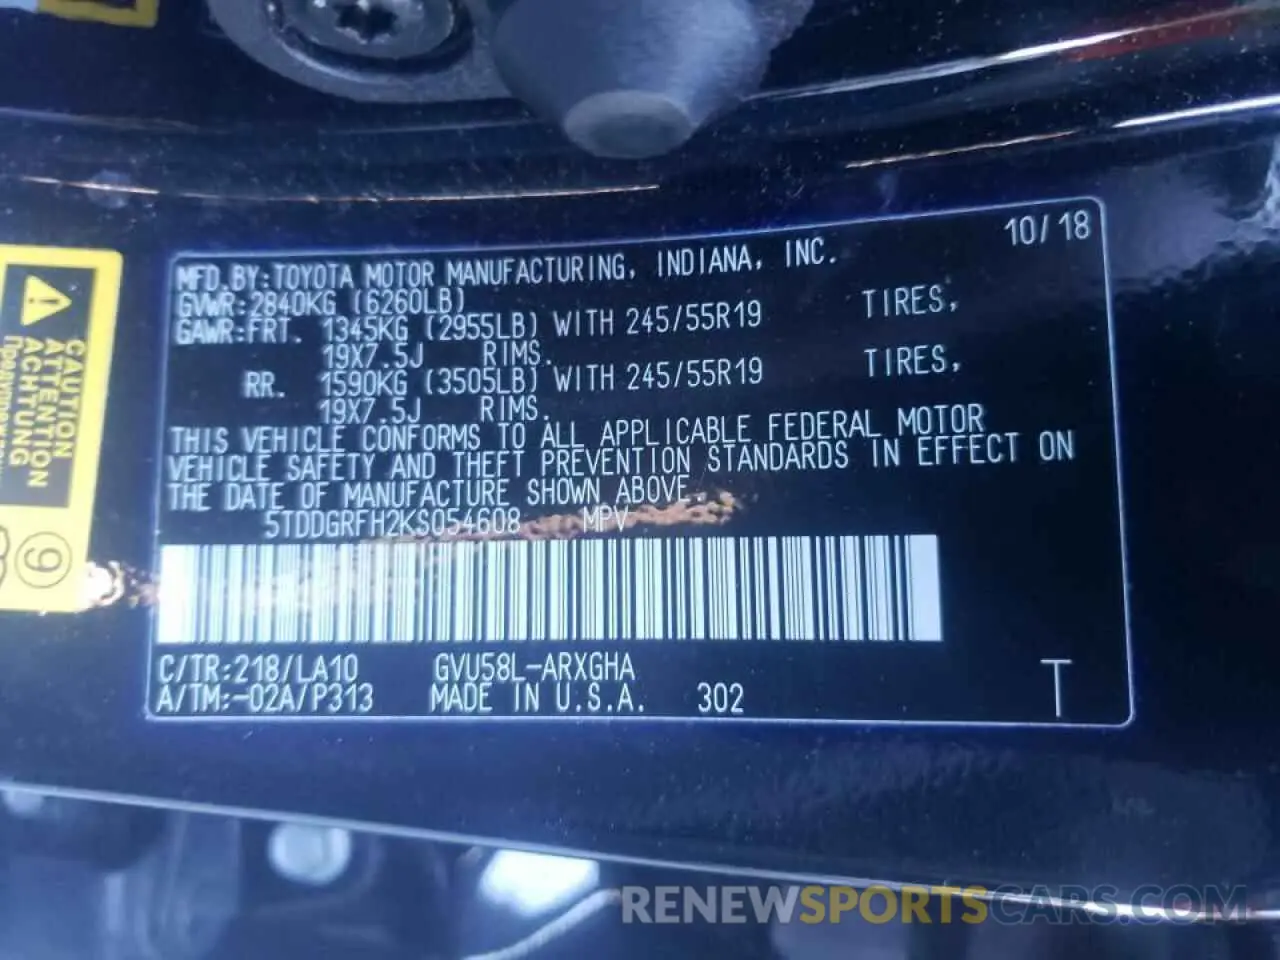 10/18
MFD.BY:TOYOTA MOTOR MANUFACTURING, INDIANA, INC.
GVWR:2840KG (6260LB)
GAWR:FRT. 1345KG (2955LB) WITH 245/55R19 TIRES,
19X7.5J RIMS.
RR. 1590KG (3505LB) WITH 245/55R19 TIRES,
19X7.5J RIMS.
THIS VEHICLE CONFORMS TO ALL APPLICABLE FEDERAL MOTOR
VEHICLE SAFETY AND THEFT PREVENTION STANDARDS IN EFFECT ON
THE DATE OF MANUFACTURE SHOWN ABOVE.
5TDDGRFH2KS054608 MPV
C/TR:218/LA10 GVU58L-ARXGHA
A/TM:-02A/P313 MADE IN U.S.A. 302 T
CAUTION
ATTENTION
ACHTUNG
9
RENEWSPORTSCARS.COM